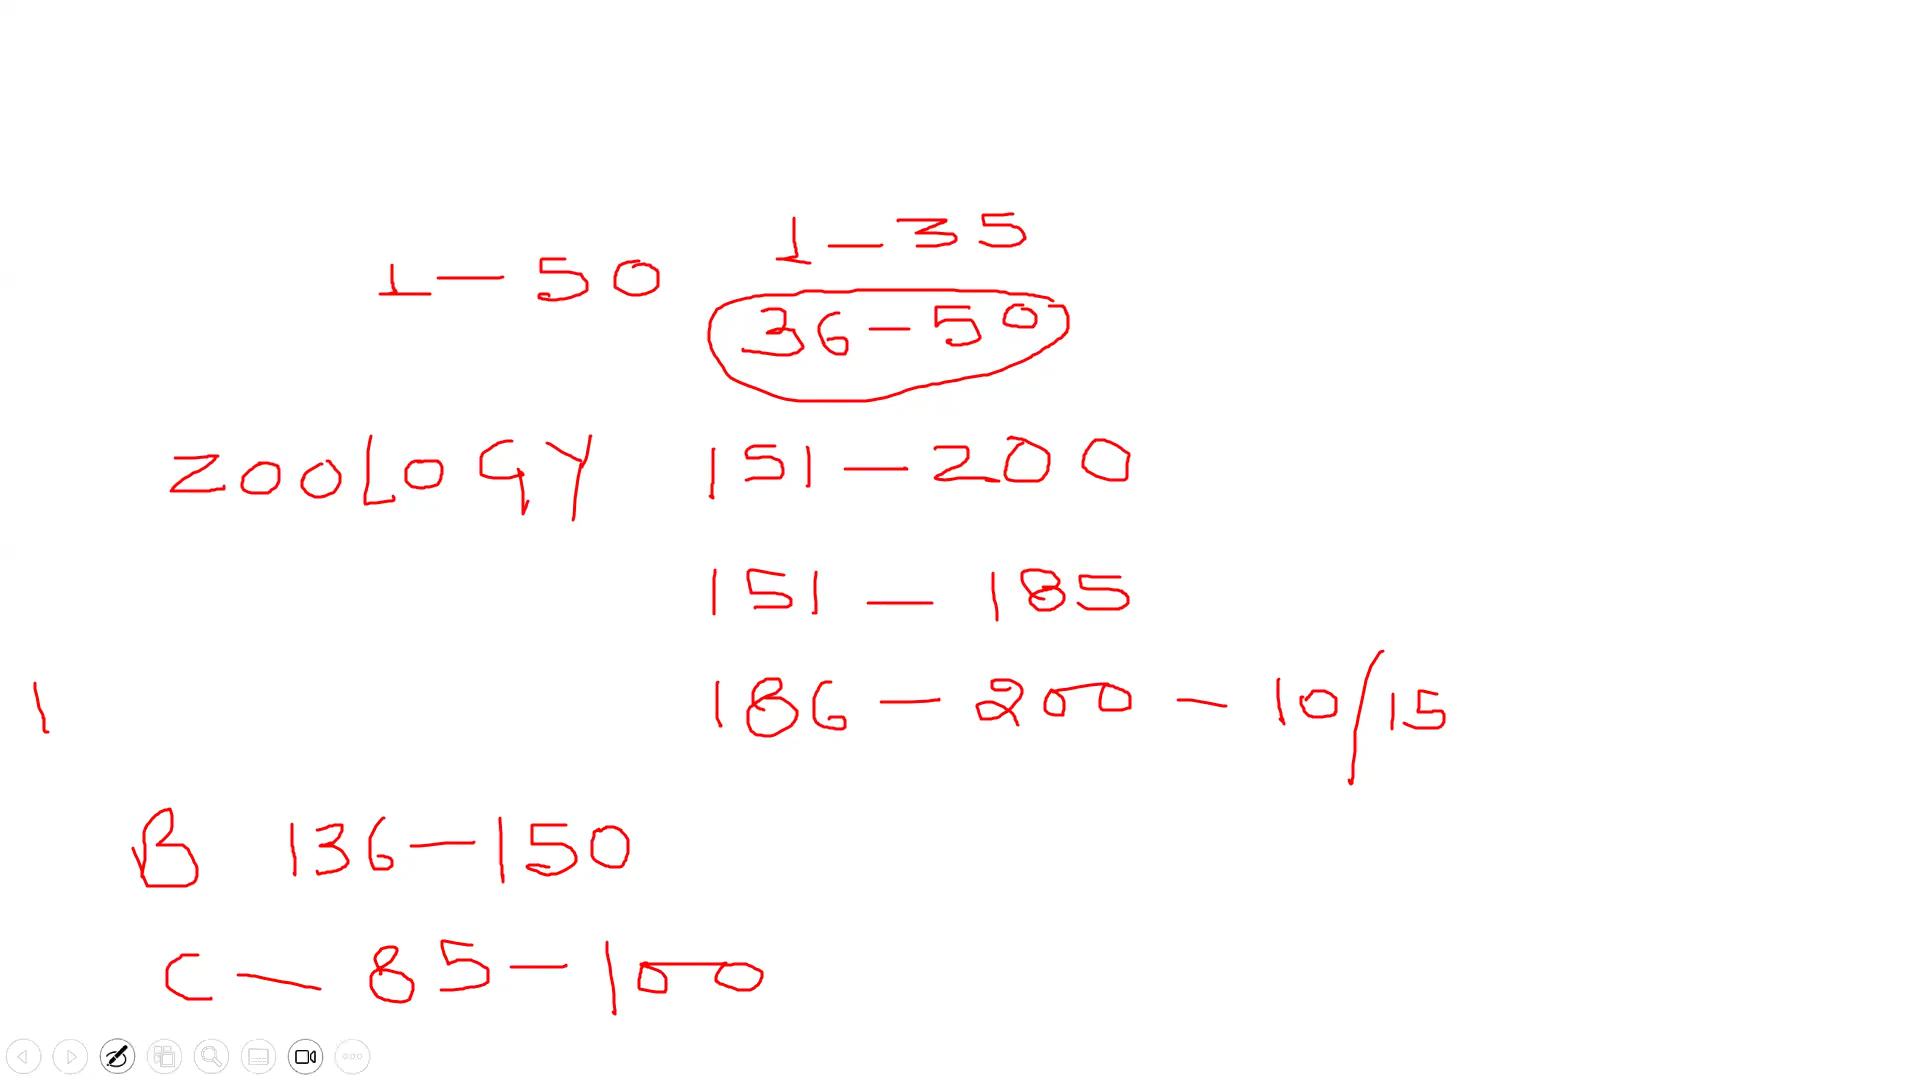 1 - 50
1 - 35
36 - 50
ZOOLOGY 151 - 200
151 - 185
186 - 200 - 10/15
1
B 136 - 150
C - 85 - 100